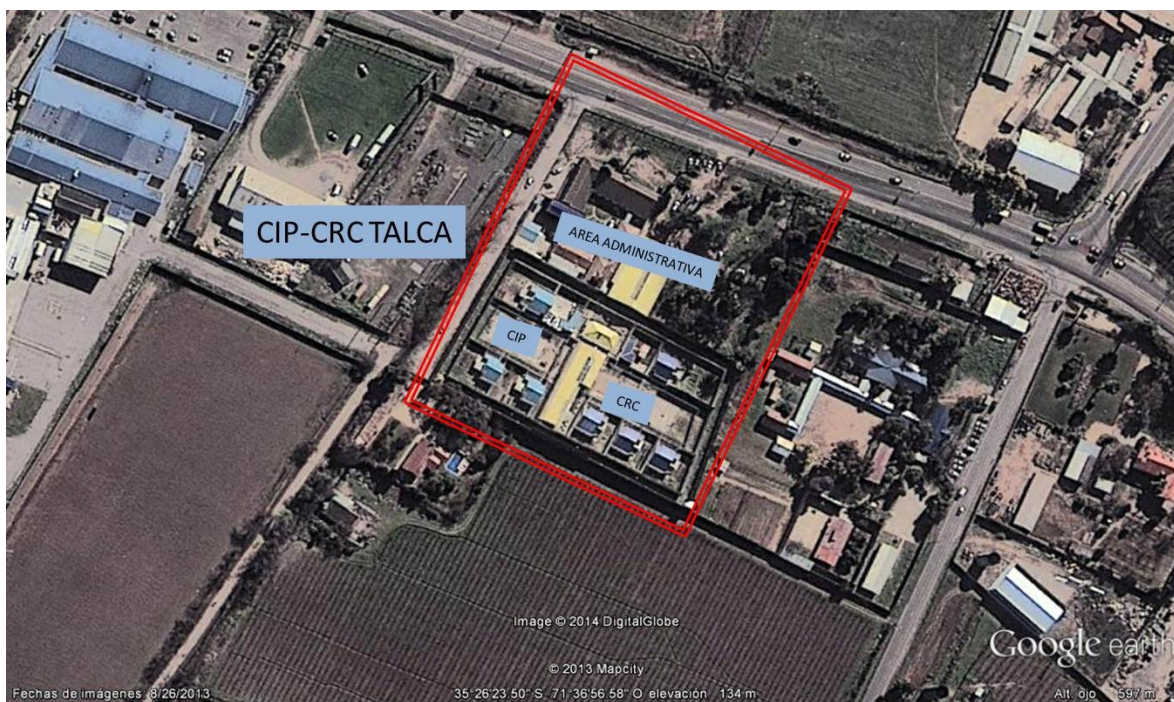 CIP-CRC TALCA
AREA ADMINISTRATIVA
CIP
CRC
Image © 2014 DigitalGlobe
© 2013 Mapcity
Google earth
Fechas de imágenes: 8/26/2013
35°26'23.50" S 71°36'56.58" O elevación 134 m
Alt. ojo 597 m